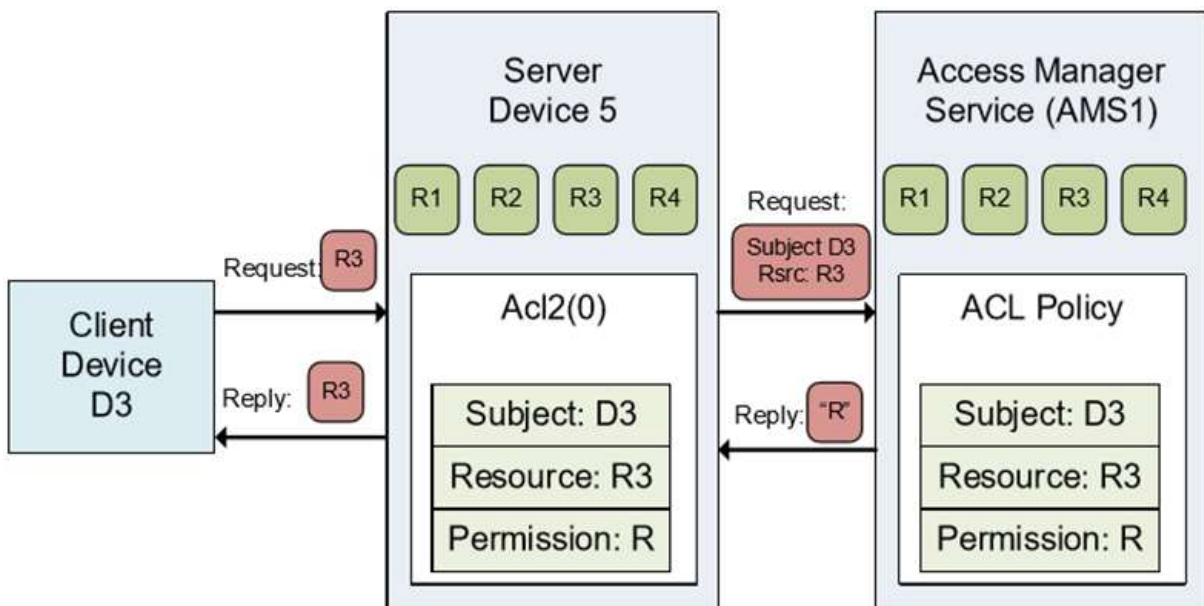 Server
Device 5
Access Manager
Service (AMS1)
R1 R2 R3 R4
Request:
R1 R2 R3 R4
Request: R3
Subject D3
Rsrc: R3
Client
Device
D3
Acl2(0)
ACL Policy
Reply: R3
Reply: “R”
Subject: D3
Resource: R3
Permission: R
Subject: D3
Resource: R3
Permission: R